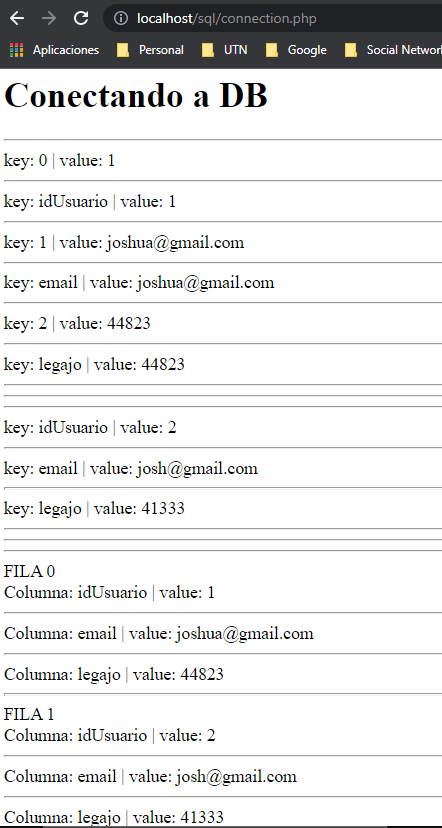 localhost/sql/connection.php
Aplicaciones Personal UTN Google Social Network
Conectando a DB
key: 0 | value: 1
key: idUsuario | value: 1
key: 1 | value: joshua@gmail.com
key: email | value: joshua@gmail.com
key: 2 | value: 44823
key: legajo | value: 44823
key: idUsuario | value: 2
key: email | value: josh@gmail.com
key: legajo | value: 41333
FILA 0
Columna: idUsuario | value: 1
Columna: email | value: joshua@gmail.com
Columna: legajo | value: 44823
FILA 1
Columna: idUsuario | value: 2
Columna: email | value: josh@gmail.com
Columna: legajo | value: 41333